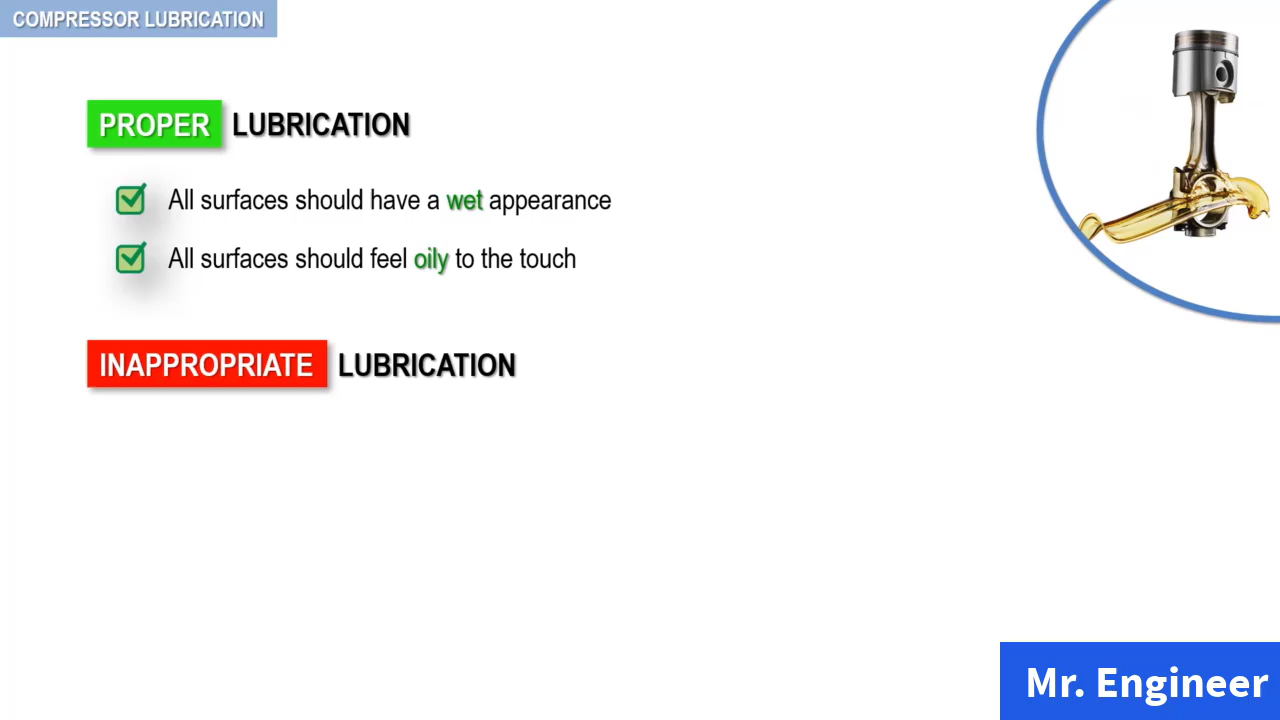 COMPRESSOR LUBRICATION
PROPER LUBRICATION
All surfaces should have a wet appearance
All surfaces should feel oily to the touch
INAPPROPRIATE LUBRICATION
Mr. Engineer